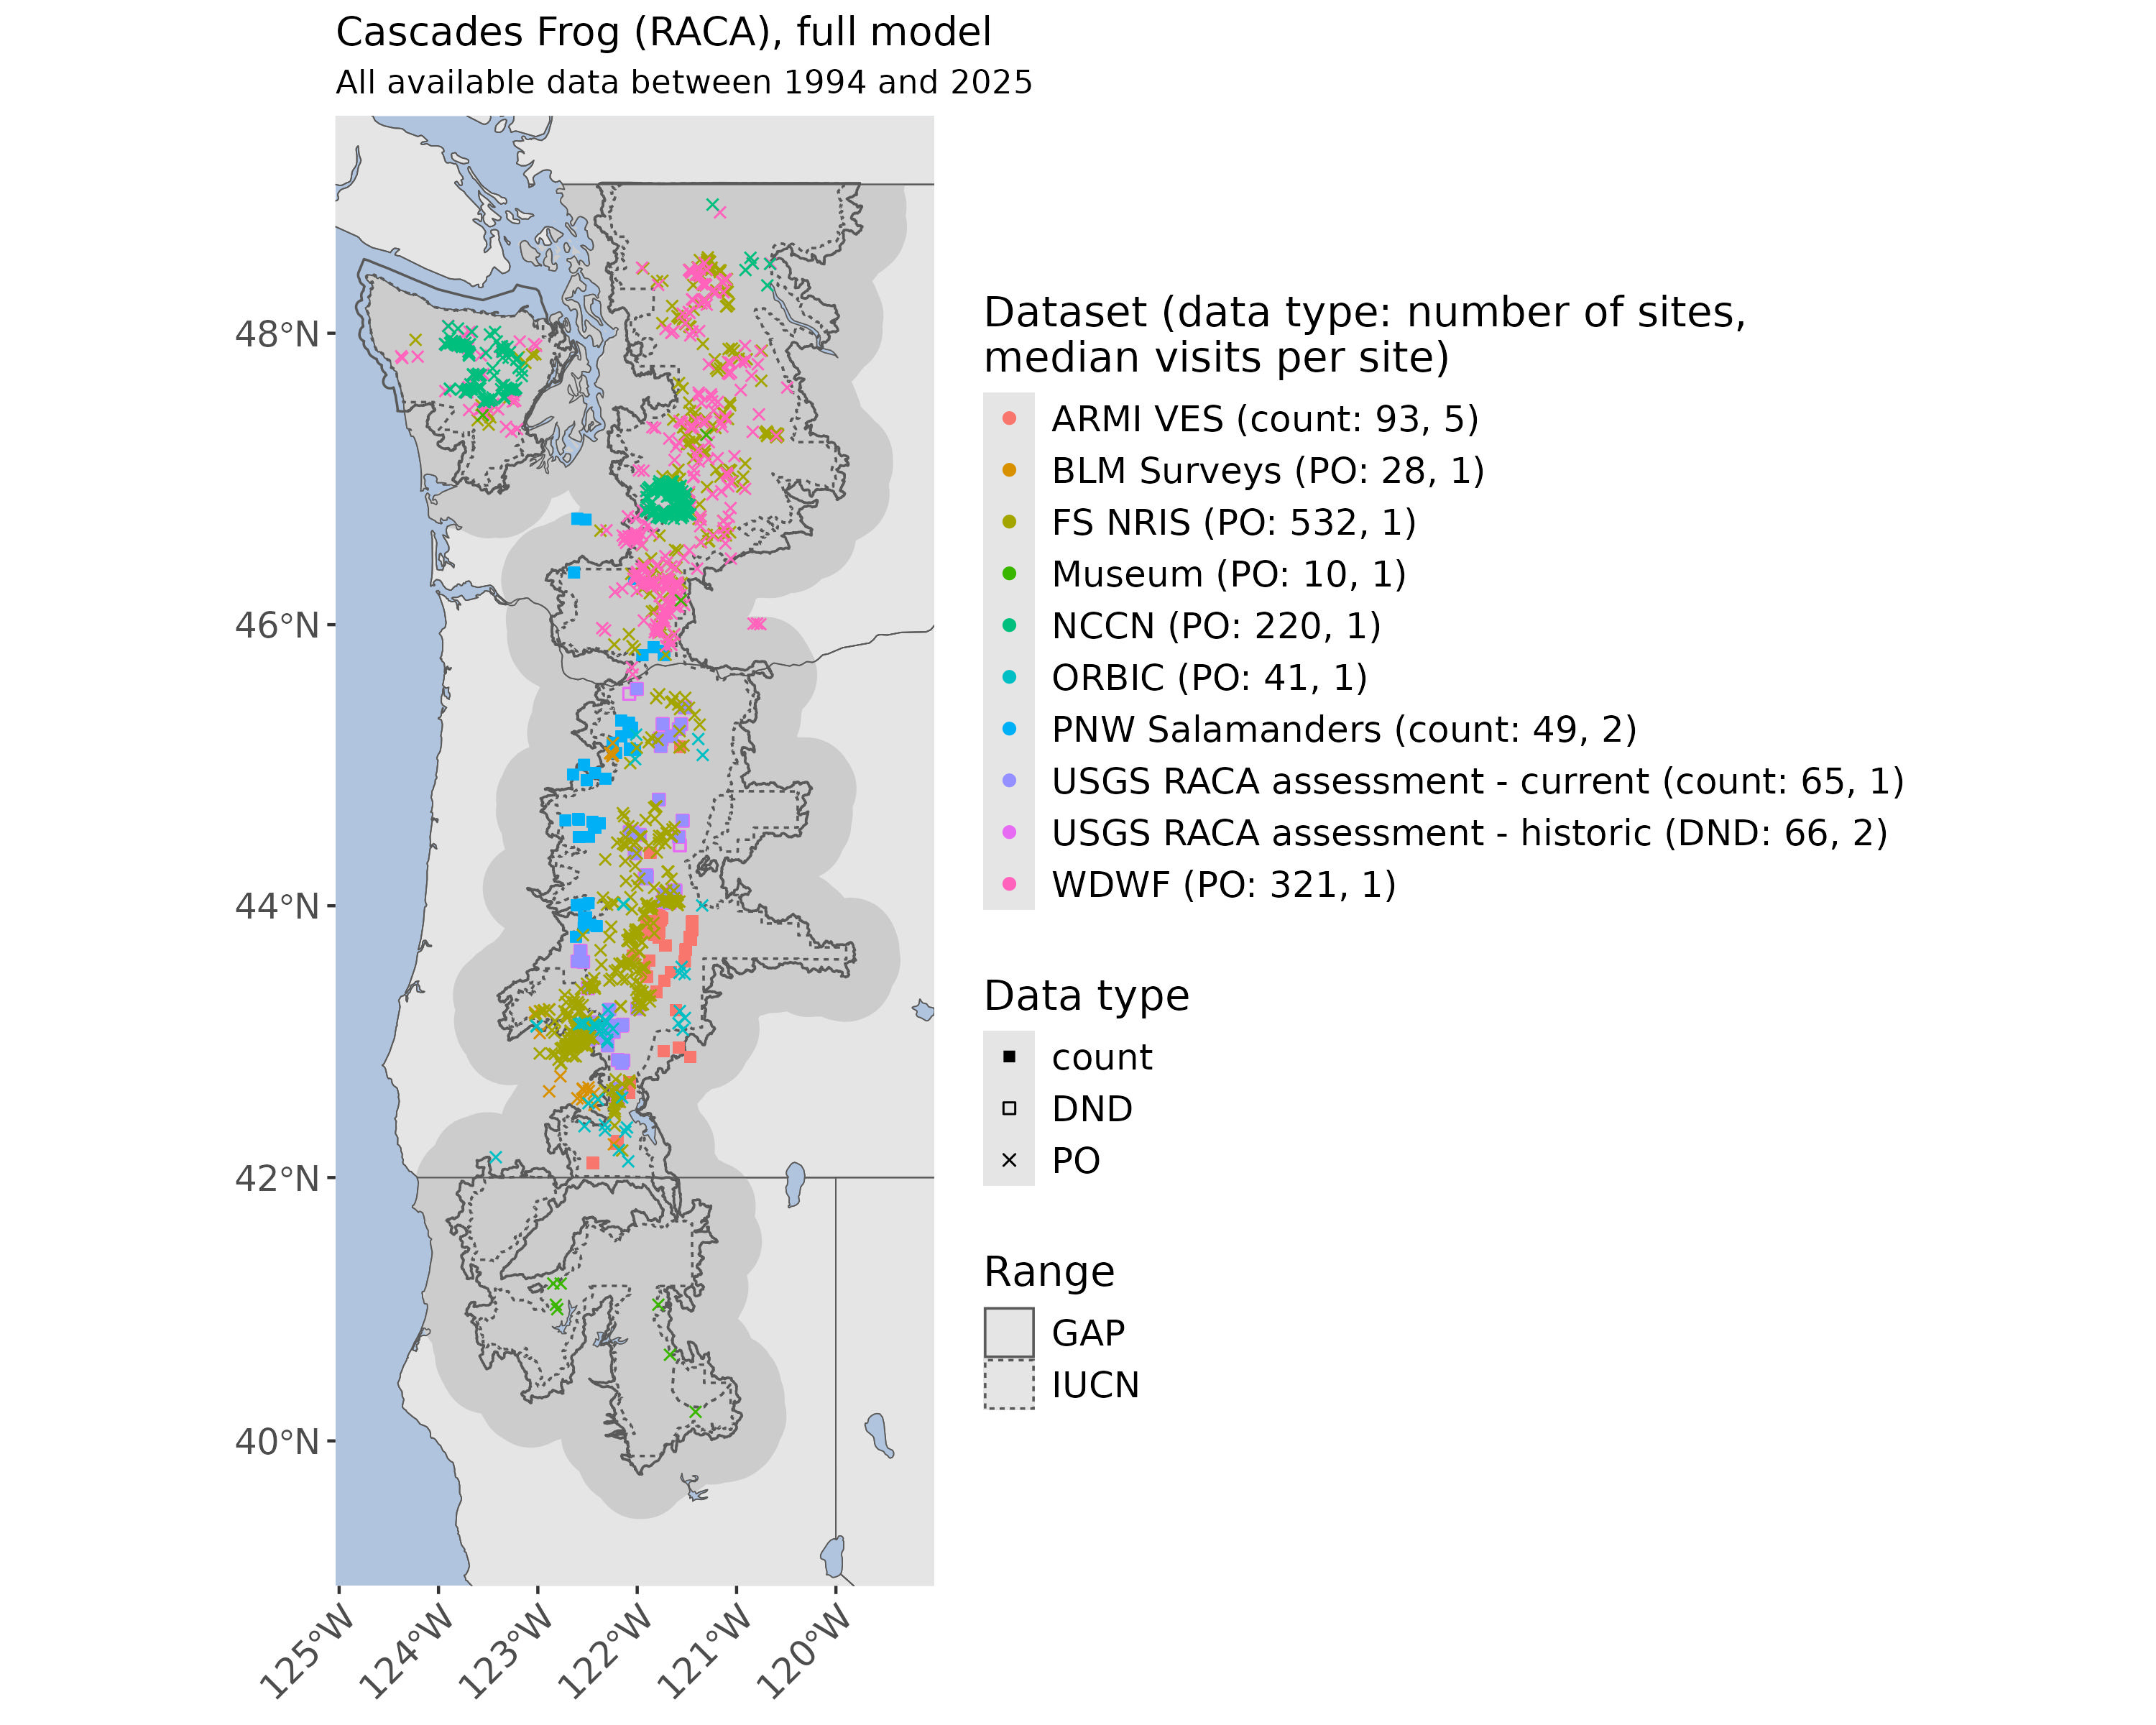 Cascades Frog (RACA), full model
All available data between 1994 and 2025
48°N
46°N
44°N
42°N
40°N
125°W
124°W
123°W
122°W
121°W
120°W
Dataset (data type: number of sites,
median visits per site)
ARMI VES (count: 93, 5)
BLM Surveys (PO: 28, 1)
FS NRIS (PO: 532, 1)
Museum (PO: 10, 1)
NCCN (PO: 220, 1)
ORBIC (PO: 41, 1)
PNW Salamanders (count: 49, 2)
USGS RACA assessment - current (count: 65, 1)
USGS RACA assessment - historic (DND: 66, 2)
WDWF (PO: 321, 1)
Data type
count
DND
PO
Range
GAP
IUCN